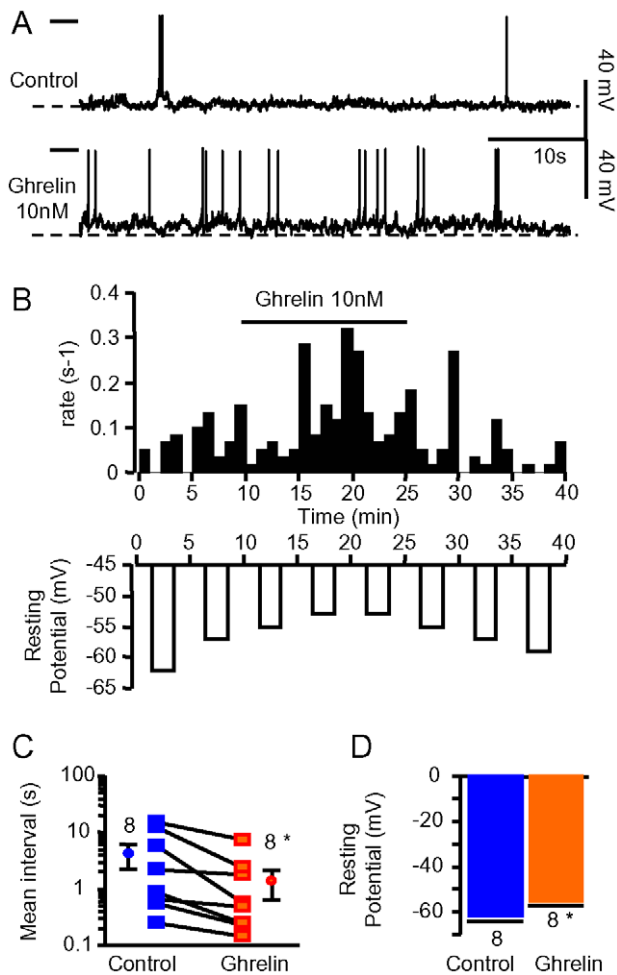 A
Control
40 mV
10s
Ghrelin
10nM
40 mV
B
Ghrelin 10nM
rate (s-1)
0.4
0.3
0.2
0.1
0
0 5 10 15 20 25 30 35 40
Time (min)
0 5 10 15 20 25 30 35 40
Resting
Potential (mV)
-45
-50
-55
-60
-65
C
Mean interval (s)
100
10
1
0.1
8
8 *
Control Ghrelin
D
Resting
Potential (mV)
0
-20
-40
-60
8
8 *
Control Ghrelin